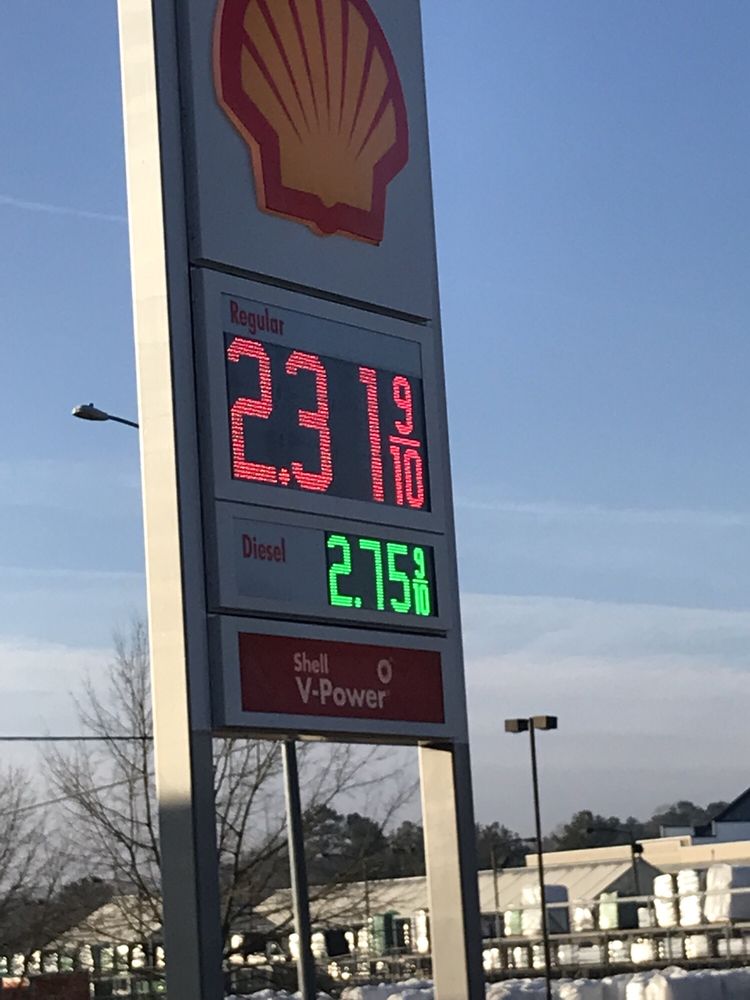 Regular
2.31 9/10
Diesel
2.75 9/10
Shell
V-Power